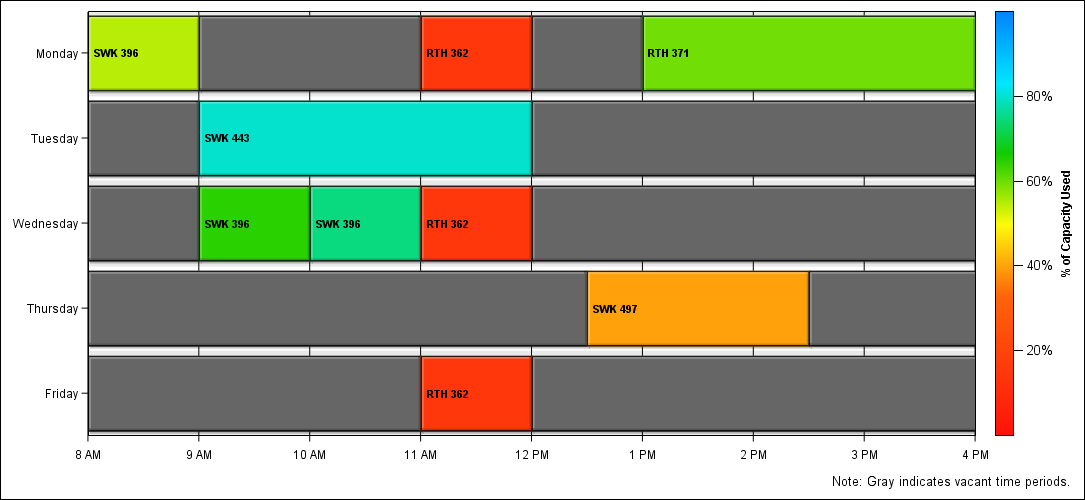 Monday
SWK 396
RTH 362
RTH 371
Tuesday
SWK 443
Wednesday
SWK 396
SWK 396
RTH 362
Thursday
SWK 497
Friday
RTH 362
8 AM
9 AM
10 AM
11 AM
12 PM
1 PM
2 PM
3 PM
4 PM
80%
60%
40%
20%
% of Capacity Used
Note: Gray indicates vacant time periods.